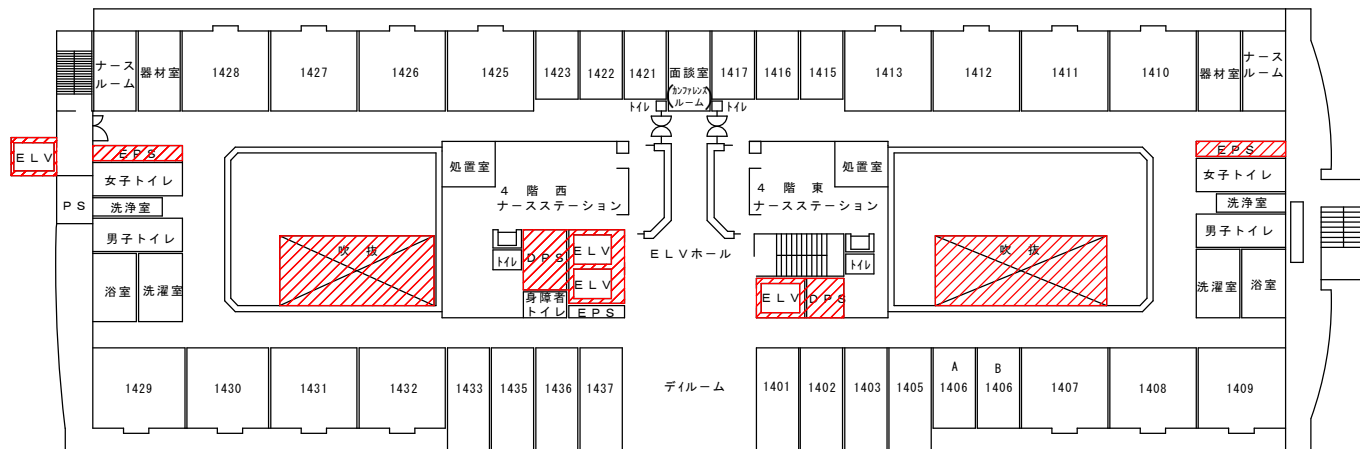 ナース
ルーム
器材室
1428
1427
1426
1425
1423
1422
1421
面談室
(カンファレンス
ルーム)
1417
1416
1415
1413
1412
1411
1410
器材室
ナース
ルーム
トイレ
トイレ
ELV
EPS
女子トイレ
PS
洗浄室
男子トイレ
浴室
洗濯室
吹抜
処置室
4階西
ナースステーション
トイレ
DPS
ELV
ELV
身障者
トイレ
EPS
ELVホール
処置室
4階東
ナースステーション
トイレ
ELV
DPS
吹抜
EPS
女子トイレ
洗浄室
男子トイレ
洗濯室
浴室
1429
1430
1431
1432
1433
1435
1436
1437
デイルーム
1401
1402
1403
1405
A
1406
B
1406
1407
1408
1409